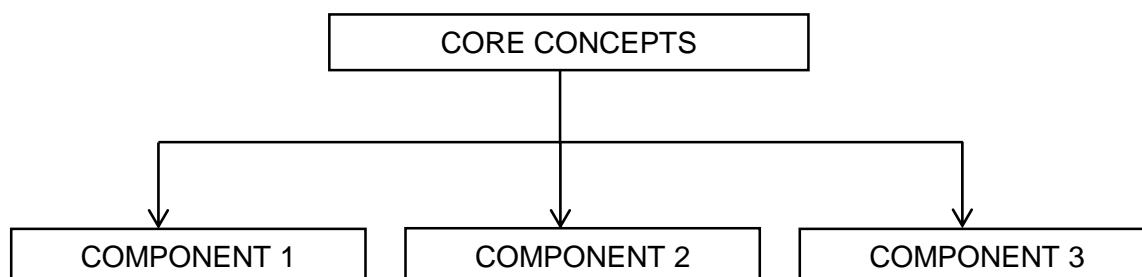 CORE CONCEPTS
COMPONENT 1
COMPONENT 2
COMPONENT 3